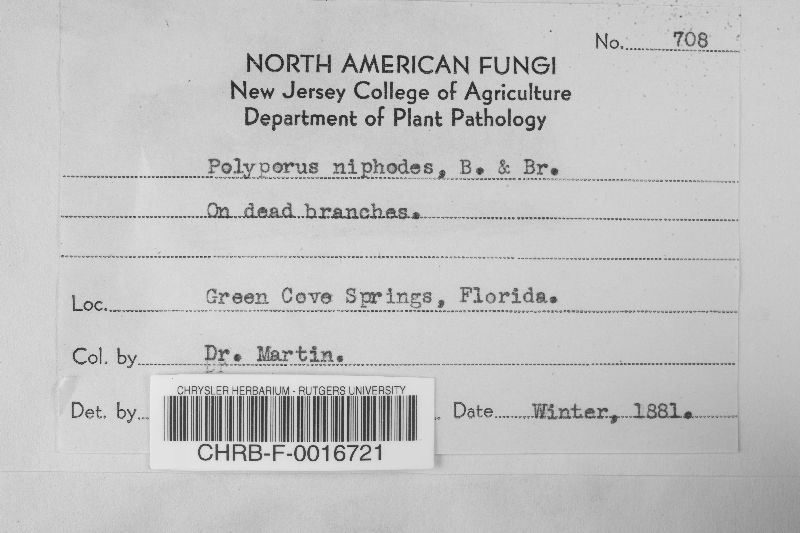 No. 708
NORTH AMERICAN FUNGI
New Jersey College of Agriculture
Department of Plant Pathology
Polyporus niphodes, B. & Br.
On dead branches.
Loc. Green Cove Springs, Florida.
Col. by Dr. Martin.
Det. by Date Winter, 1881.
CHRYSLER HERBARIUM - RUTGERS UNIVERSITY
CHRB-F-0016721